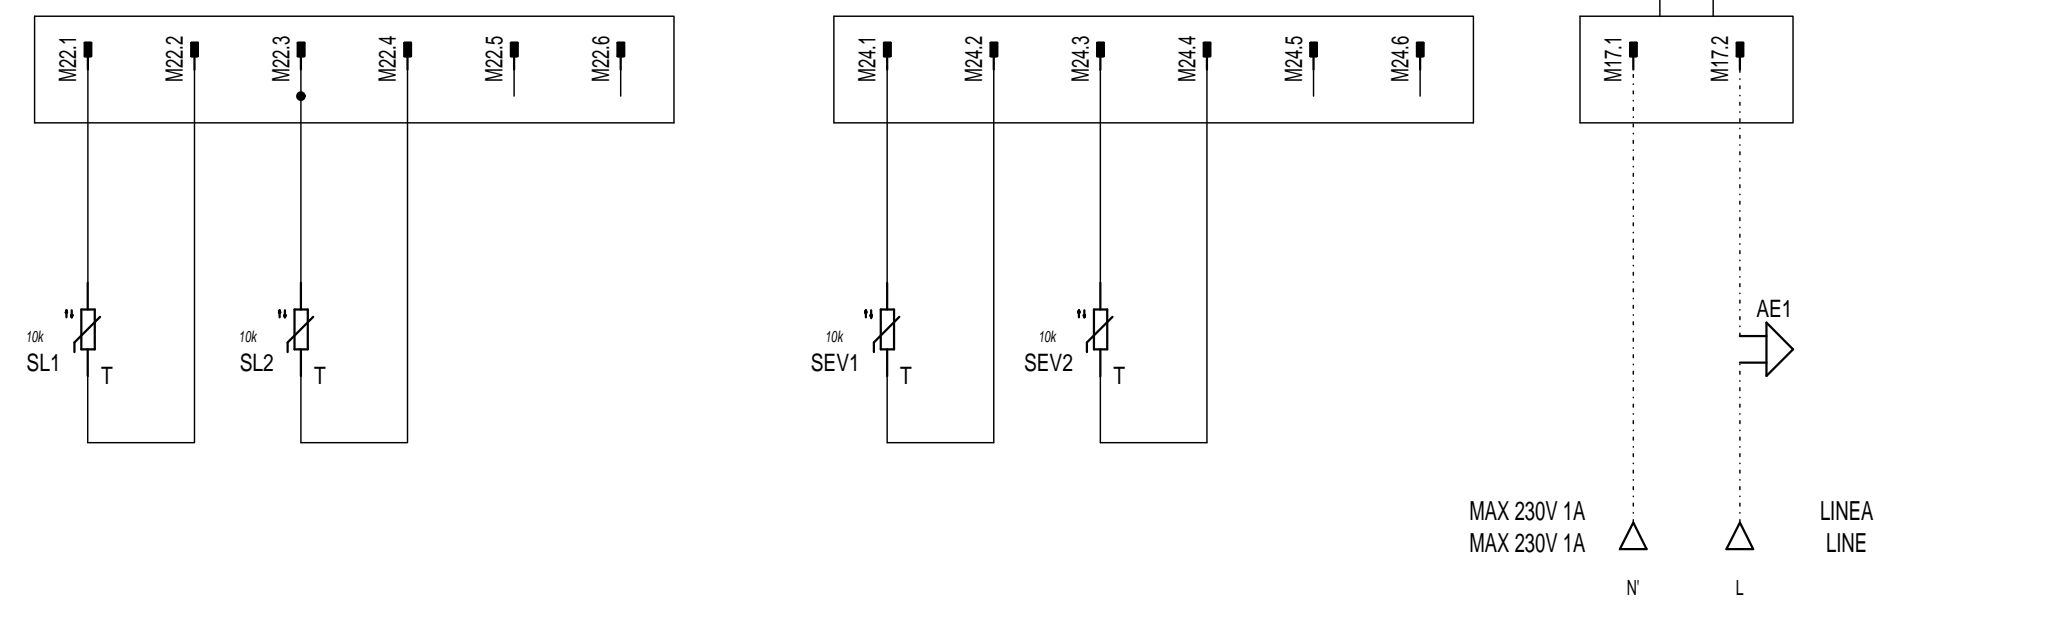 M22.1
M22.2
M22.3
M22.4
M22.5
M22.6
M24.1
M24.2
M24.3
M24.4
M24.5
M24.6
M17.1
M17.2
10k
SL1
T
10k
SL2
T
10k
SEV1
T
10k
SEV2
T
AE1
MAX 230V 1A
MAX 230V 1A
LINEA
LINE
N'
L